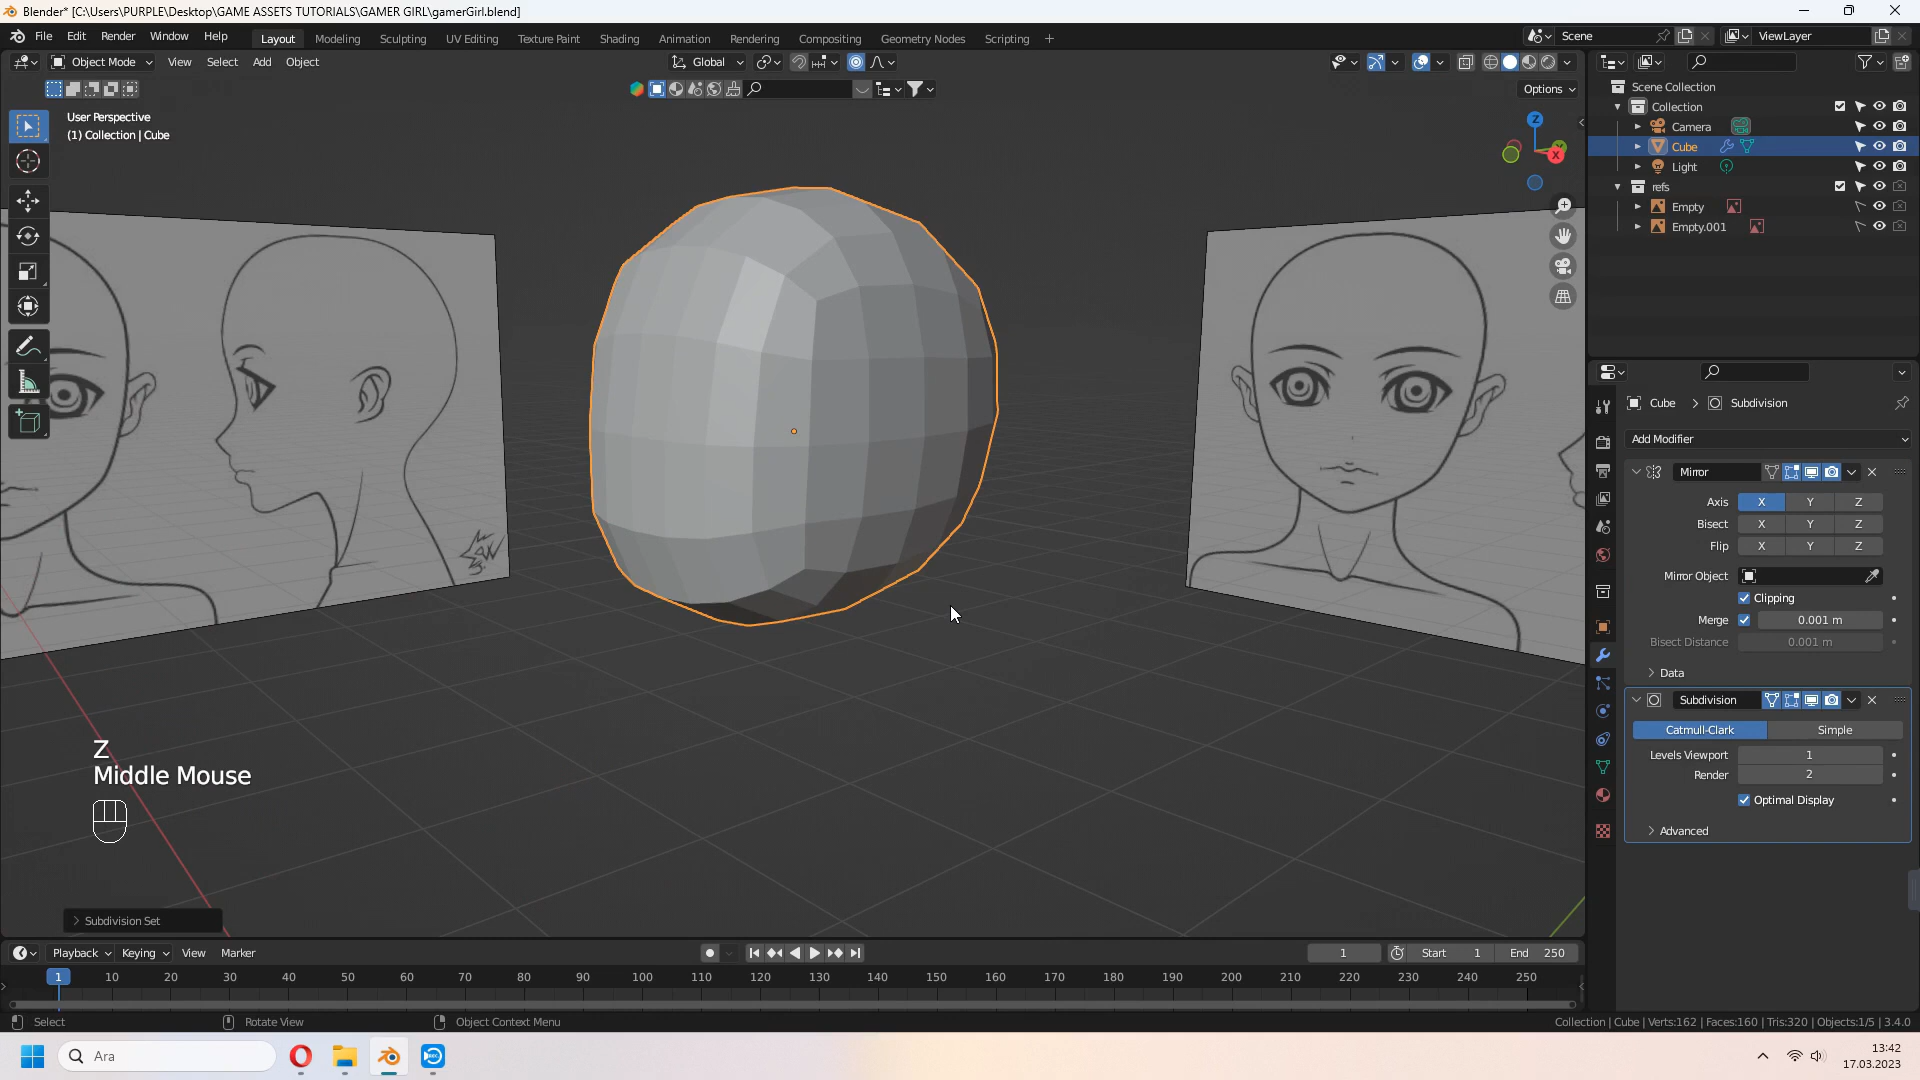 Blender* [C:\Users\PURPLE\Desktop\GAME ASSETS TUTORIALS\GAMER GIRL\gamerGirl.blend]
File Edit Render Window Help Layout Modeling Sculpting UV Editing Texture Paint Shading Animation Rendering Compositing Geometry Nodes Scripting + Scene ViewLayer
Object Mode View Select Add Object Global
Options
User Perspective
(1) Collection | Cube
Z
X
Scene Collection
Collection
Camera
Cube
Light
refs
Empty
Empty.001
Cube > Subdivision
Add Modifier
Mirror
Axis X Y Z
Bisect X Y Z
Flip X Y Z
Mirror Object
Clipping
Merge 0.001 m
Bisect Distance 0.001 m
Data
Subdivision
Catmull-Clark Simple
Levels Viewport 1
Render 2
Optimal Display
Advanced
Z
Middle Mouse
Subdivision Set
Playback Keying View Marker 1 Start 1 End 250
1 10 20 30 40 50 60 70 80 90 100 110 120 130 140 150 160 170 180 190 200 210 220 230 240 250
Select Rotate View Object Context Menu Collection | Cube | Verts:162 | Faces:160 | Tris:320 | Objects:1/5 | 3.4.0
Ara
13:42
17.03.2023